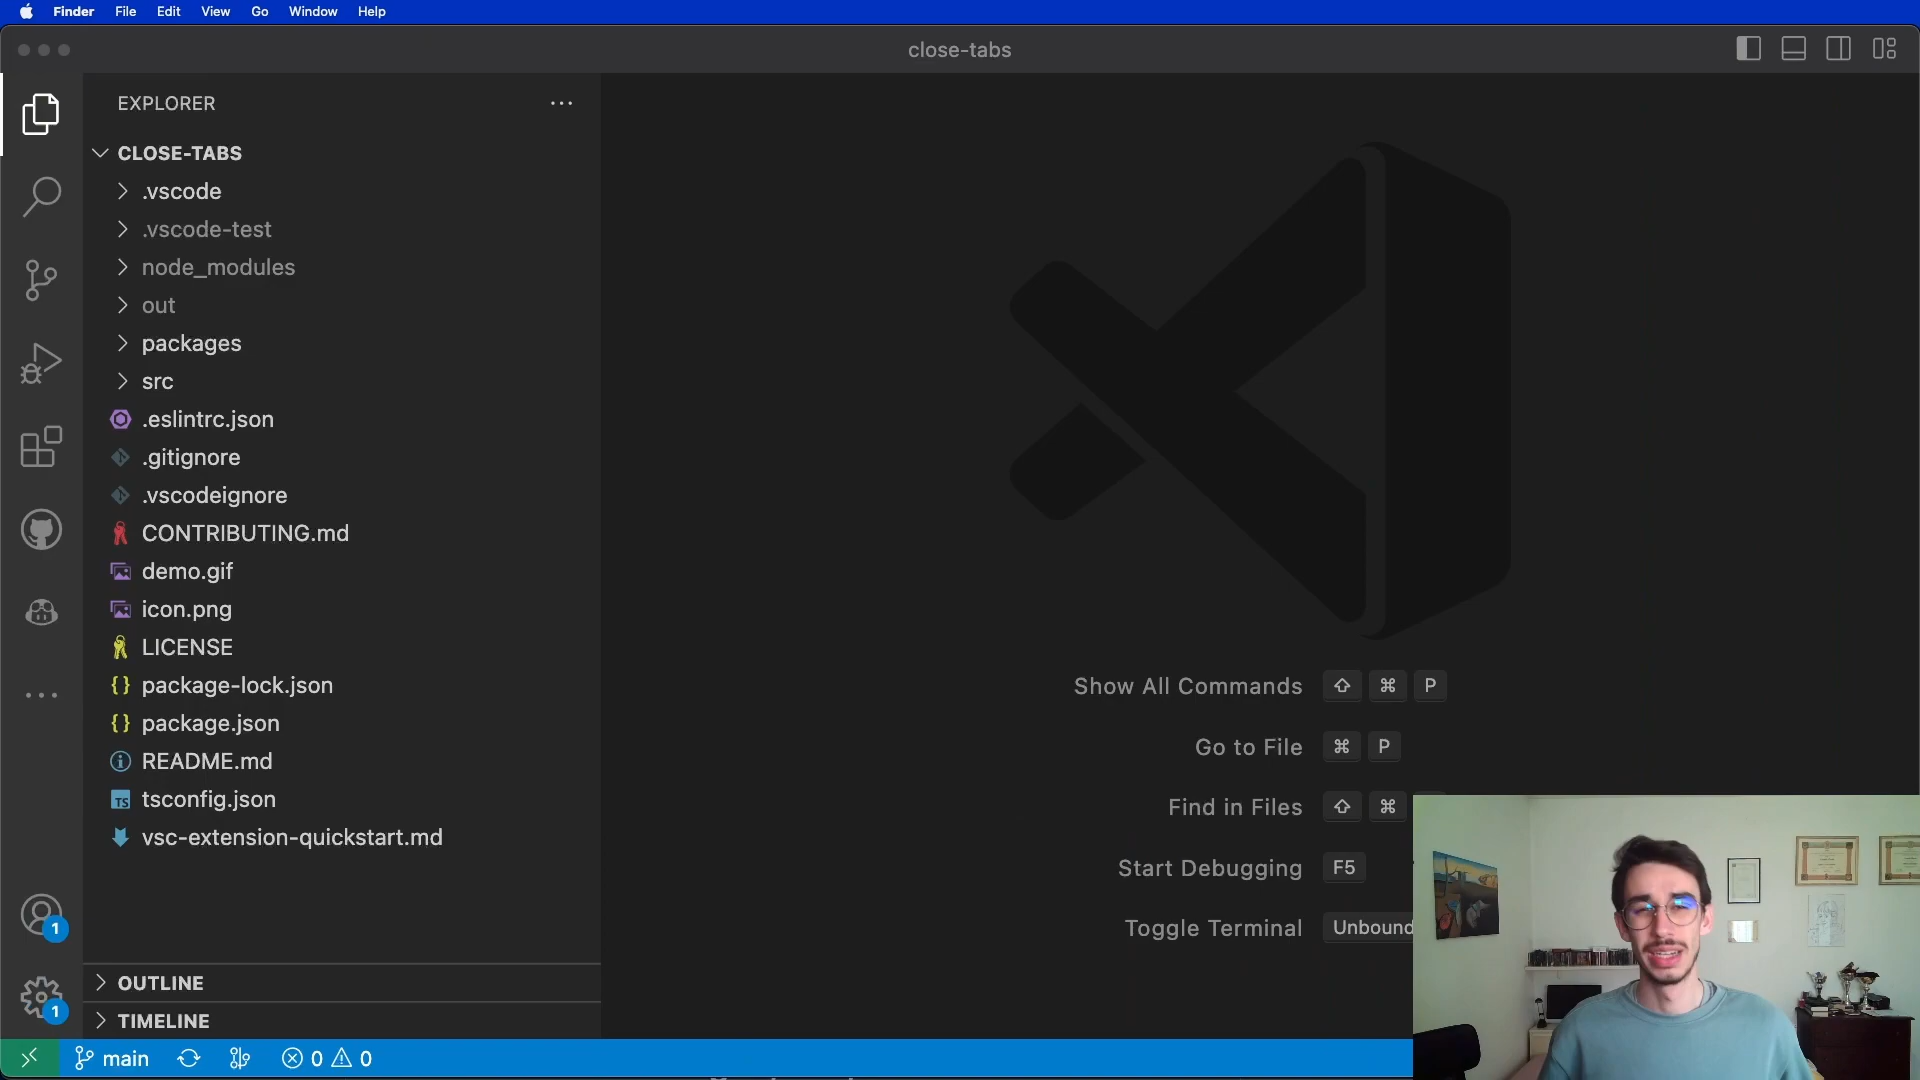 Finder File Edit View Go Window Help
close-tabs
EXPLORER
CLOSE-TABS
.vscode
.vscode-test
node_modules
out
packages
src
.eslintrc.json
.gitignore
.vscodeignore
CONTRIBUTING.md
demo.gif
icon.png
LICENSE
{} package-lock.json
{} package.json
README.md
TS tsconfig.json
vsc-extension-quickstart.md
Show All Commands ⇧ ⌘ P
Go to File ⌘ P
Find in Files ⇧ ⌘
Start Debugging F5
Toggle Terminal Unbound
1
1
OUTLINE
TIMELINE
main 0 0